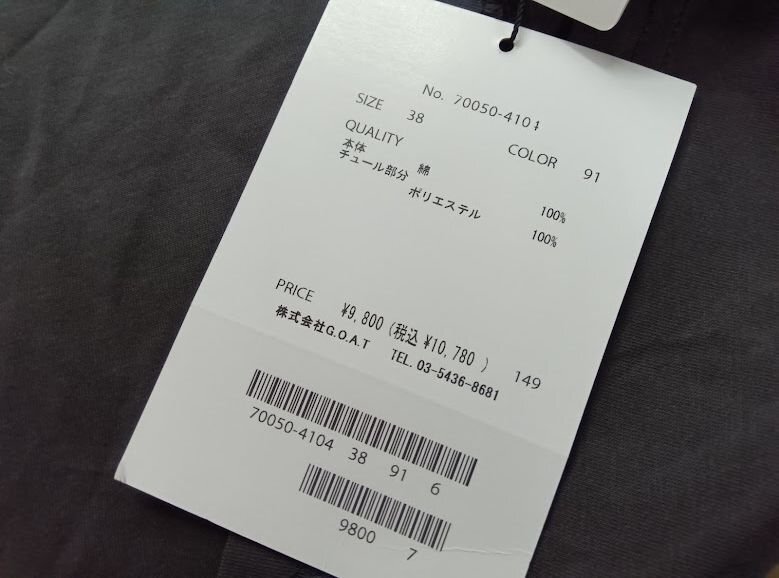 No. 70050-4104
SIZE 38 COLOR 91
QUALITY
本体 綿 100%
チュール部分 ポリエステル 100%
PRICE ¥9,800 (税込 ¥10,780 ) 149
株式会社G.O.A.T TEL. 03-5436-8681
70050-4104 38 91 6
9800 7